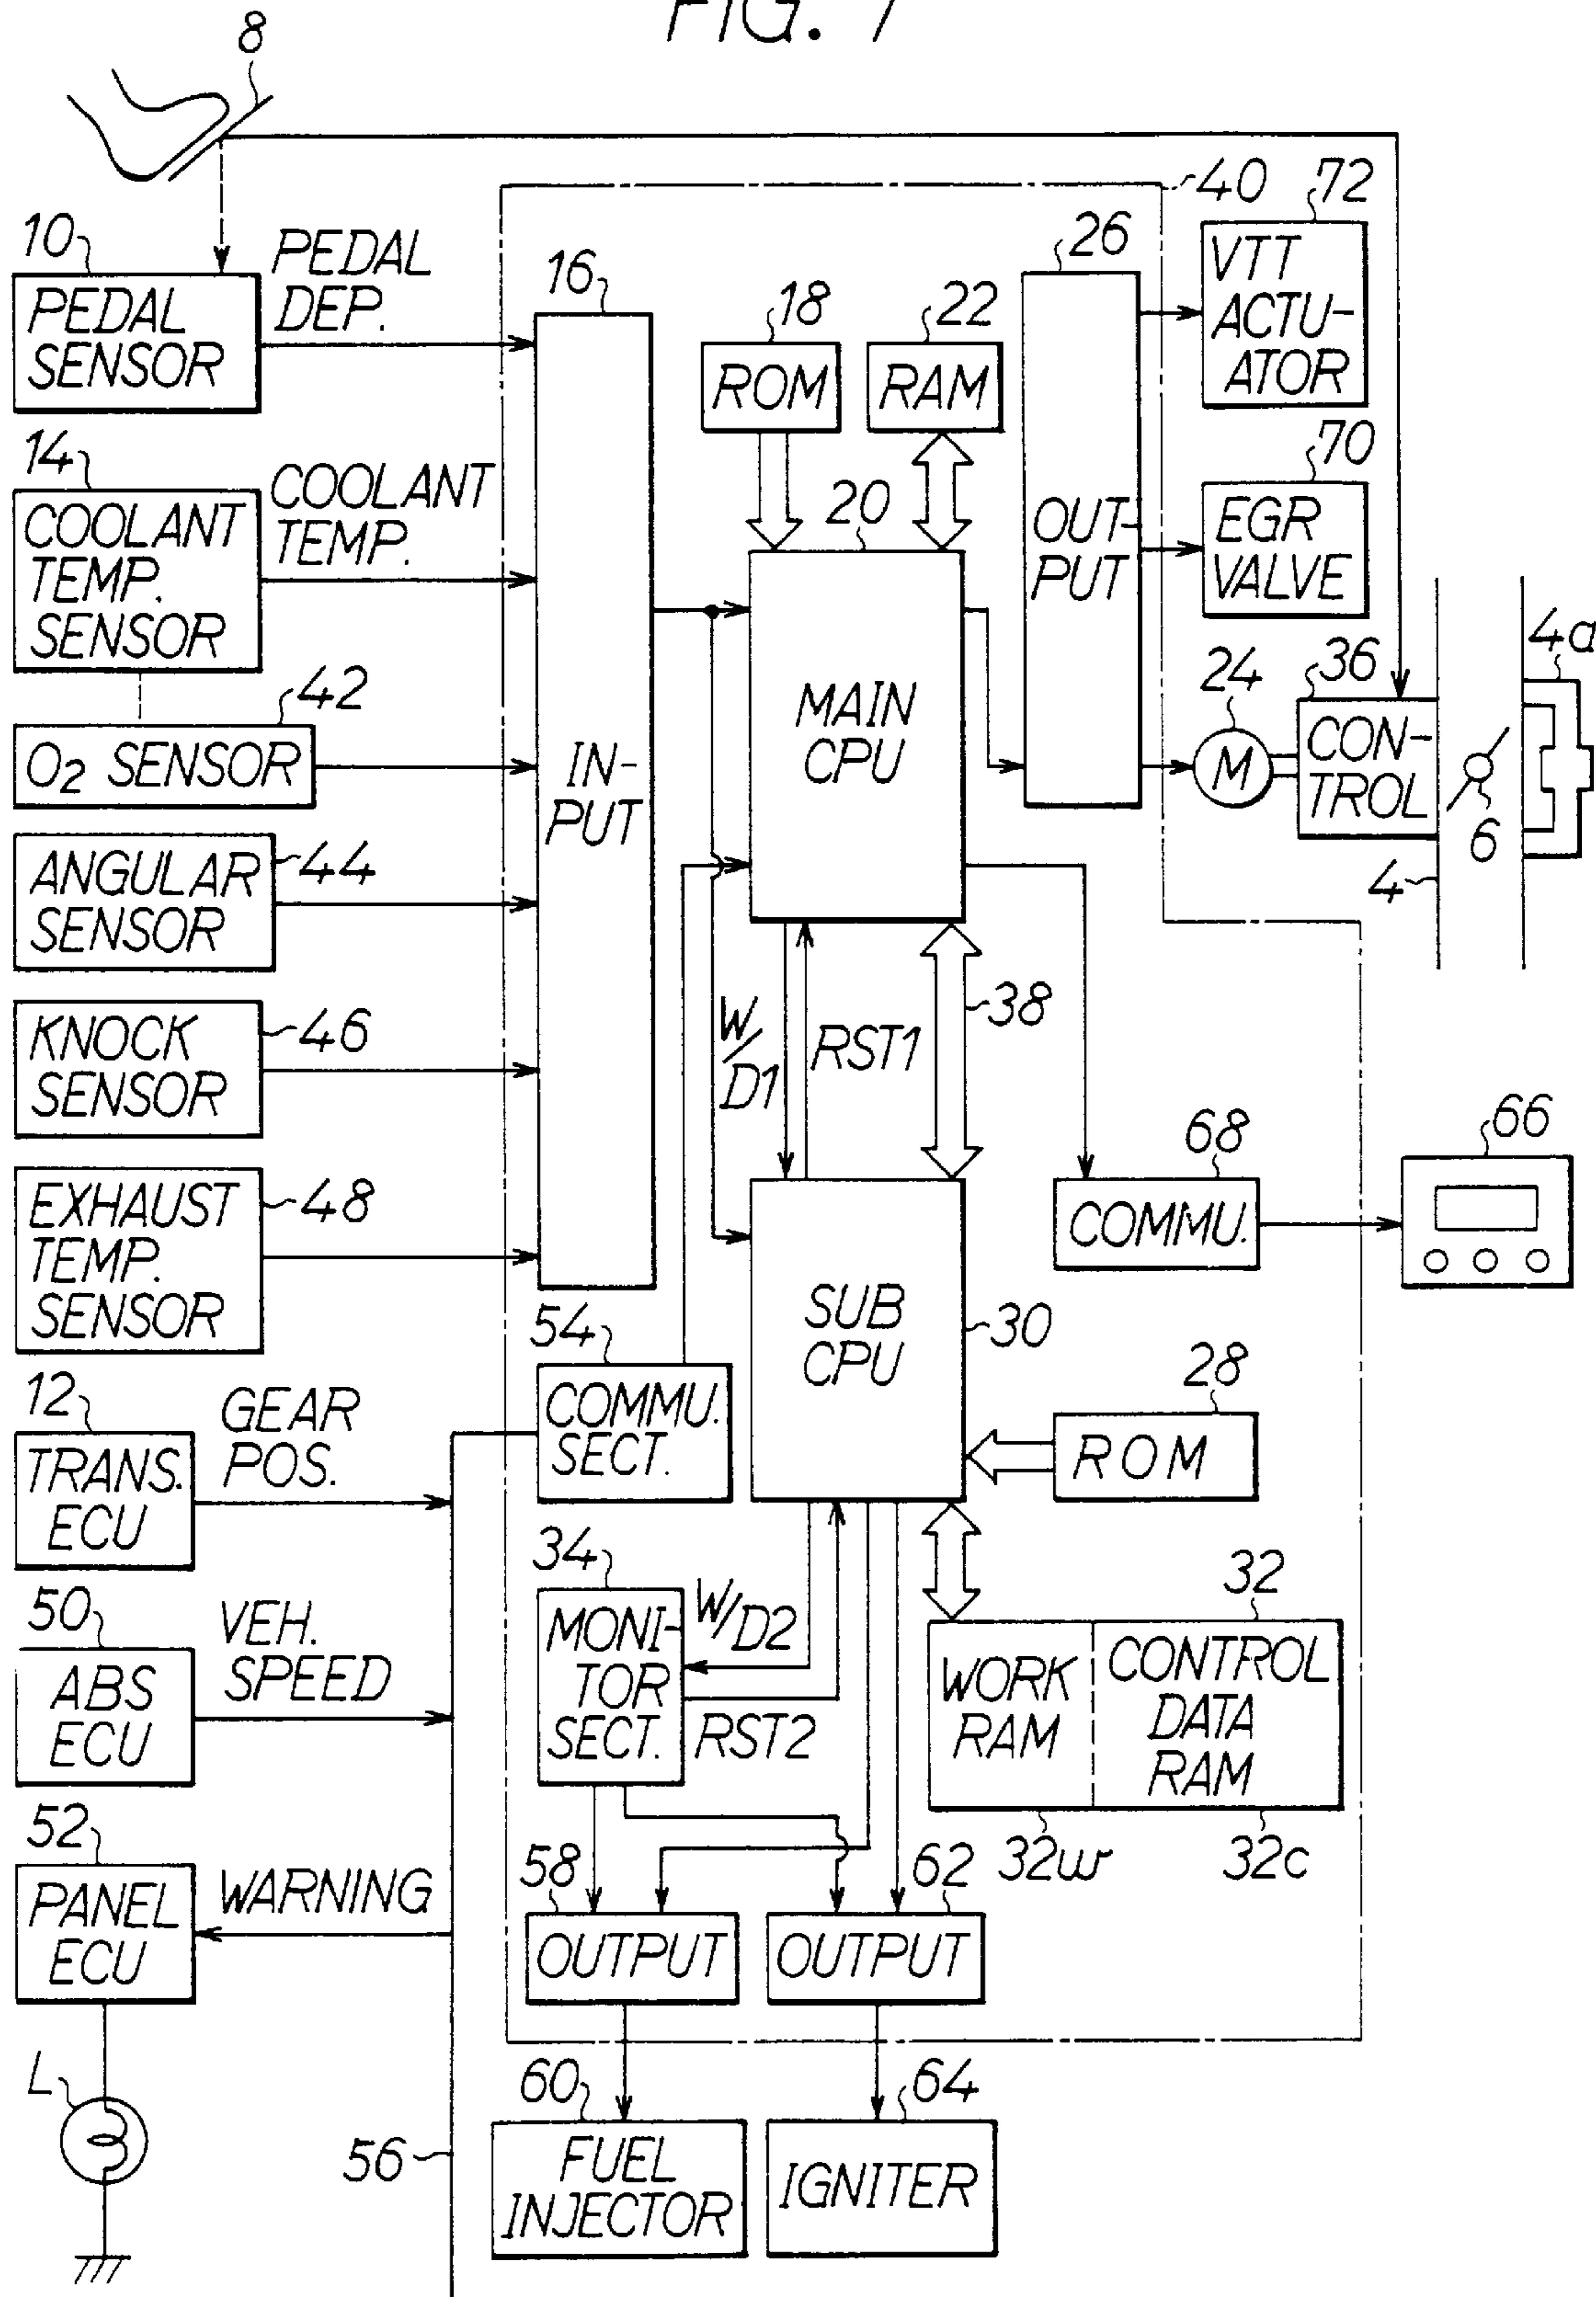 FIG. 1
8
40
72
10
PEDAL
DEP.
16
26
VTT
ACTU-
ATOR
PEDAL
SENSOR
18
22
ROM
RAM
14
COOLANT
TEMP.
70
COOLANT
TEMP.
SENSOR
20
OUT-
PUT
EGR
VALVE
4a
42
O2 SENSOR
IN-
PUT
MAIN
CPU
24
36
M
CON-
TROL
6
4
44
ANGULAR
SENSOR
46
KNOCK
SENSOR
W/
D1
RST1
38
48
EXHAUST
TEMP.
SENSOR
68
66
COMMU.
SUB
CPU
30
54
COMMU.
SECT.
28
ROM
12
GEAR
POS.
TRANS.
ECU
34
MONI-
TOR
SECT.
W/
D2
RST2
32
50
VEH.
SPEED
ABS
ECU
WORK
RAM
CONTROL
DATA
RAM
32w
32c
52
WARNING
PANEL
ECU
58
62
OUTPUT
OUTPUT
L
56
60
64
FUEL
INJECTOR
IGNITER